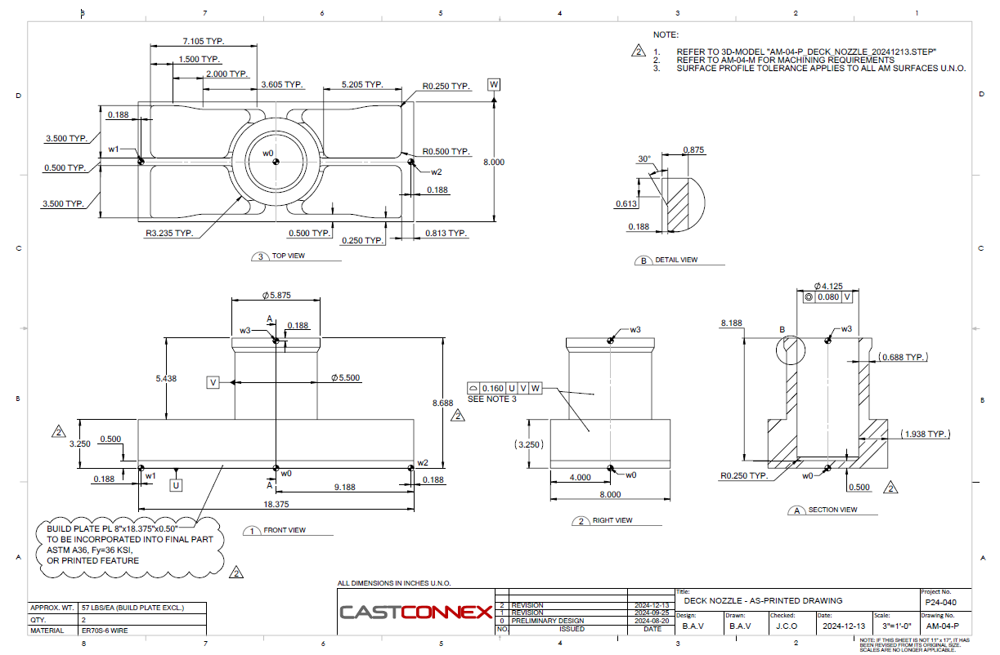 8 7 6 5 4 3 2 1
D
C
B
A
D
C
B
A
NOTE:
2
1. REFER TO 3D-MODEL "AM-04-P_DECK_NOZZLE_20241213.STEP"
2. REFER TO AM-04-M FOR MACHINING REQUIREMENTS
3. SURFACE PROFILE TOLERANCE APPLIES TO ALL AM SURFACES U.N.O.
7.105 TYP.
1.500 TYP.
2.000 TYP.
3.605 TYP.
5.205 TYP.
R0.250 TYP.
W
0.188
3.500 TYP.
w1
w0
R0.500 TYP.
0.500 TYP.
8.000
w2
0.188
3.500 TYP.
R3.235 TYP.
0.500 TYP.
0.250 TYP.
0.813 TYP.
3 TOP VIEW
0.875
30°
0.613
0.188
B DETAIL VIEW
Ø5.875
A
w3
0.188
5.438
V
Ø5.500
8.688
2
2
3.250
0.500
0.188
w1
U
w0
w2
A
9.188
0.188
18.375
1 FRONT VIEW
BUILD PLATE PL 8"x18.375"x0.50"
TO BE INCORPORATED INTO FINAL PART
ASTM A36, Fy=36 KSI,
OR PRINTED FEATURE
2
w3
0.160 U V W
SEE NOTE 3
(3.250)
w0
4.000
8.000
2 RIGHT VIEW
Ø4.125
◎ 0.080 V
8.188
B
w3
(0.688 TYP.)
(1.938 TYP.)
R0.250 TYP.
w0
0.500
2
A SECTION VIEW
ALL DIMENSIONS IN INCHES U.N.O.
APPROX. WT. 57 LBS/EA (BUILD PLATE EXCL.)
QTY. 2
MATERIAL ER70S-6 WIRE
CASTCONNEX
2 REVISION 2024-12-13
1 REVISION 2024-09-25
0 PRELIMINARY DESIGN 2024-08-20
NO. ISSUED DATE
Title:
DECK NOZZLE - AS-PRINTED DRAWING
Project No.
P24-040
Design: Drawn: Checked: Date: Scale: Drawing No.
B.A.V B.A.V J.C.O 2024-12-13 3"=1'-0" AM-04-P
8 7 6 5 4 3 2
NOTE: IF THIS SHEET IS NOT 11" x 17", IT HAS
BEEN REVISED FROM ITS ORIGINAL SIZE.
SCALES ARE NO LONGER APPLICABLE.